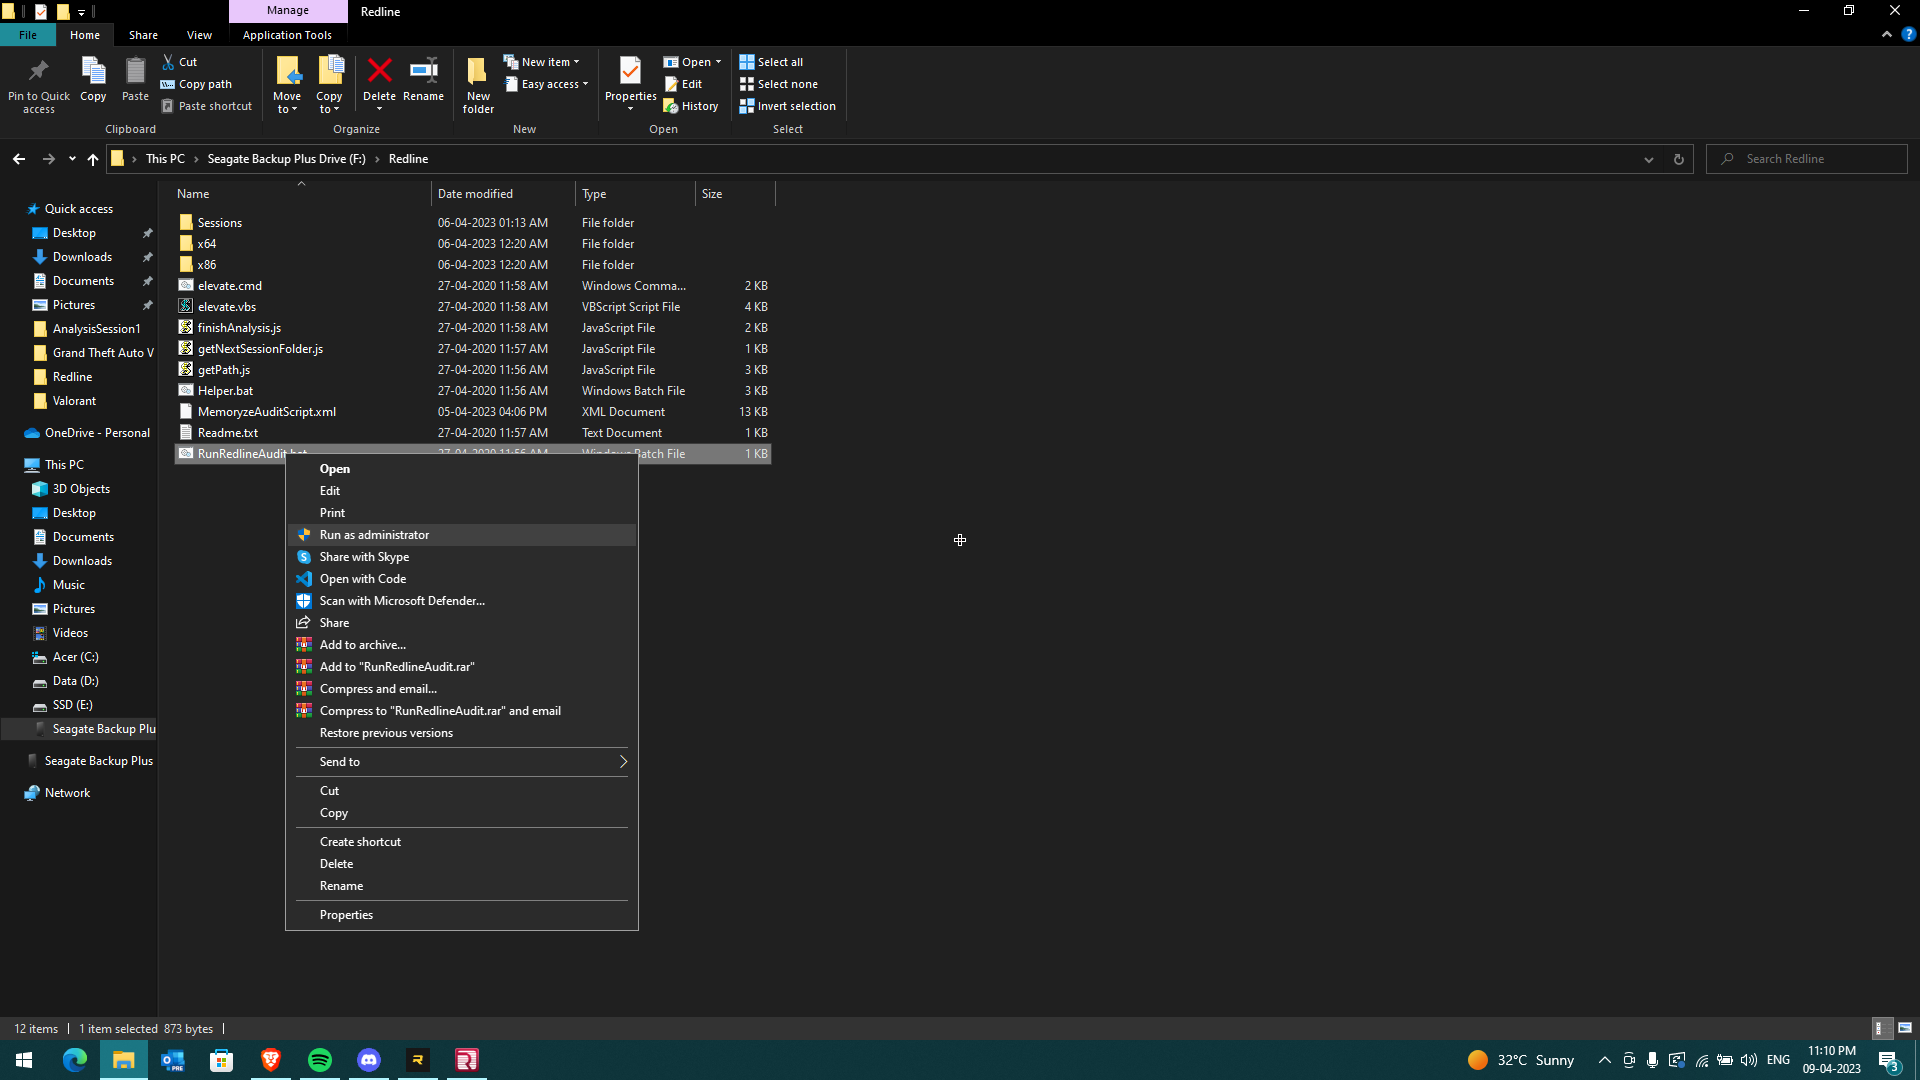 Manage
Redline
File
Home
Share
View
Application Tools
Pin to Quick access
Copy
Paste
Cut
Copy path
Paste shortcut
Clipboard
Move to
Copy to
Delete
Rename
Organize
New folder
New item
Easy access
New
Properties
Open
Edit
History
Open
Select all
Select none
Invert selection
Select
This PC
Seagate Backup Plus Drive (F:)
Redline
Search Redline
Name
Date modified
Type
Size
Quick access
Desktop
Downloads
Documents
Pictures
AnalysisSession1
Grand Theft Auto V
Redline
Valorant
OneDrive - Personal
This PC
3D Objects
Desktop
Documents
Downloads
Music
Pictures
Videos
Acer (C:)
Data (D:)
SSD (E:)
Seagate Backup Plu
Seagate Backup Plus
Network
Sessions 06-04-2023 01:13 AM File folder
x64 06-04-2023 12:20 AM File folder
x86 06-04-2023 12:20 AM File folder
elevate.cmd 27-04-2020 11:58 AM Windows Comma... 2 KB
elevate.vbs 27-04-2020 11:58 AM VBScript Script File 4 KB
finishAnalysis.js 27-04-2020 11:58 AM JavaScript File 2 KB
getNextSessionFolder.js 27-04-2020 11:57 AM JavaScript File 1 KB
getPath.js 27-04-2020 11:56 AM JavaScript File 3 KB
Helper.bat 27-04-2020 11:56 AM Windows Batch File 3 KB
MemoryzeAuditScript.xml 05-04-2023 04:06 PM XML Document 13 KB
Readme.txt 27-04-2020 11:57 AM Text Document 1 KB
RunRedlineAudit.bat 27-04-2020 11:56 AM Windows Batch File 1 KB
Open
Edit
Print
Run as administrator
Share with Skype
Open with Code
Scan with Microsoft Defender...
Share
Add to archive...
Add to "RunRedlineAudit.rar"
Compress and email...
Compress to "RunRedlineAudit.rar" and email
Restore previous versions
Send to
Cut
Copy
Create shortcut
Delete
Rename
Properties
12 items
1 item selected 873 bytes
32°C Sunny
ENG
11:10 PM
09-04-2023
3